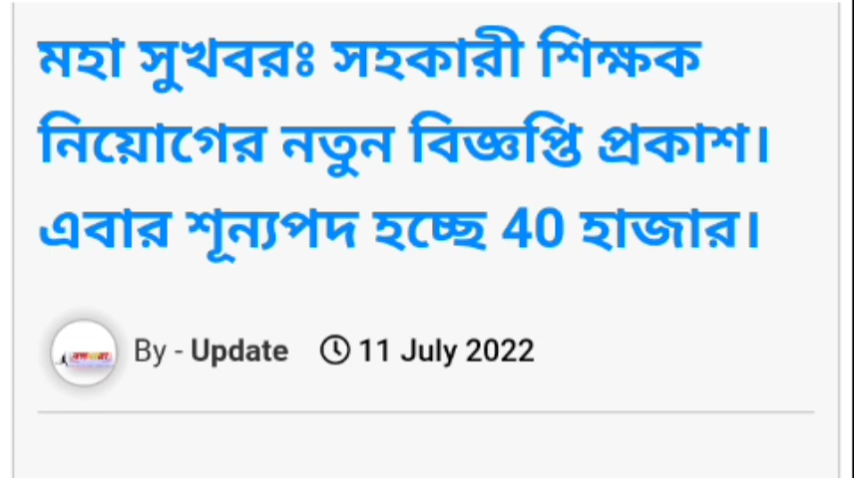 মহা সুখবরঃ সহকারী শিক্ষক
নিয়োগের নতুন বিজ্ঞপ্তি প্রকাশ।
এবার শূন্যপদ হচ্ছে 40 হাজার।
By - Update 11 July 2022